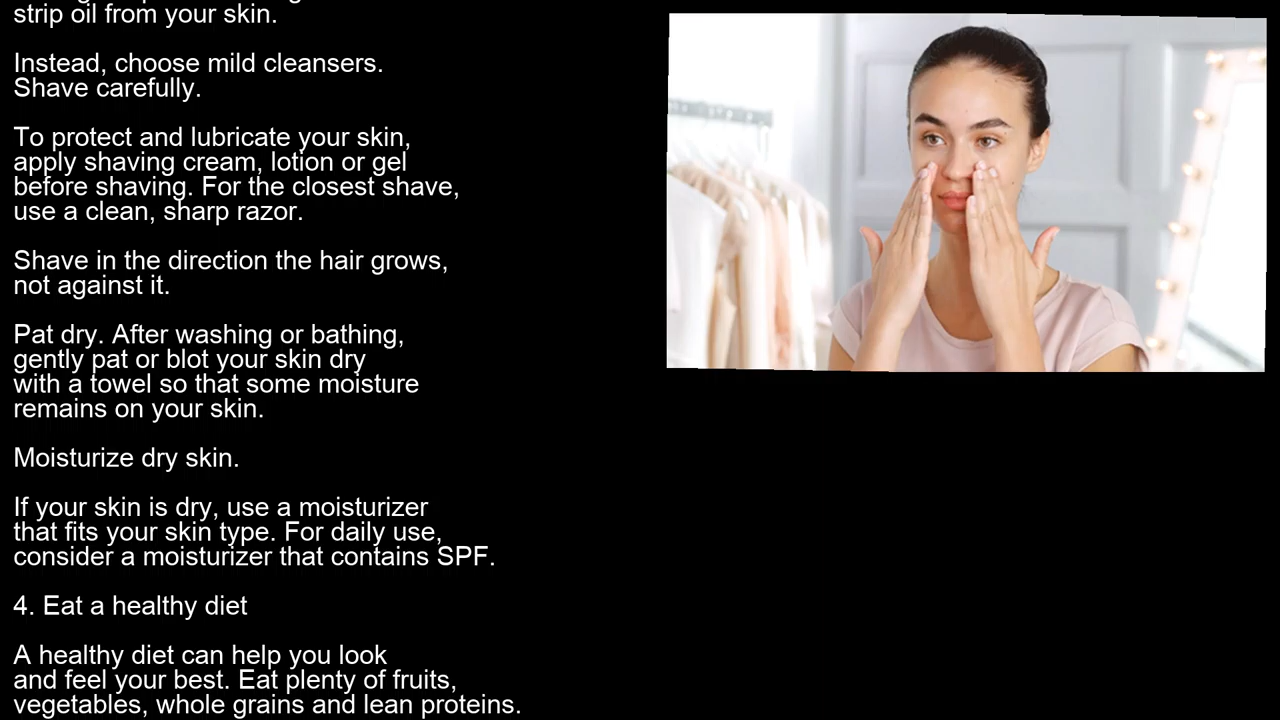 strip oil from your skin.
Instead, choose mild cleansers.
Shave carefully.
To protect and lubricate your skin,
apply shaving cream, lotion or gel
before shaving. For the closest shave,
use a clean, sharp razor.
Shave in the direction the hair grows,
not against it.
Pat dry. After washing or bathing,
gently pat or blot your skin dry
with a towel so that some moisture
remains on your skin.
Moisturize dry skin.
If your skin is dry, use a moisturizer
that fits your skin type. For daily use,
consider a moisturizer that contains SPF.
4. Eat a healthy diet
A healthy diet can help you look
and feel your best. Eat plenty of fruits,
vegetables, whole grains and lean proteins.